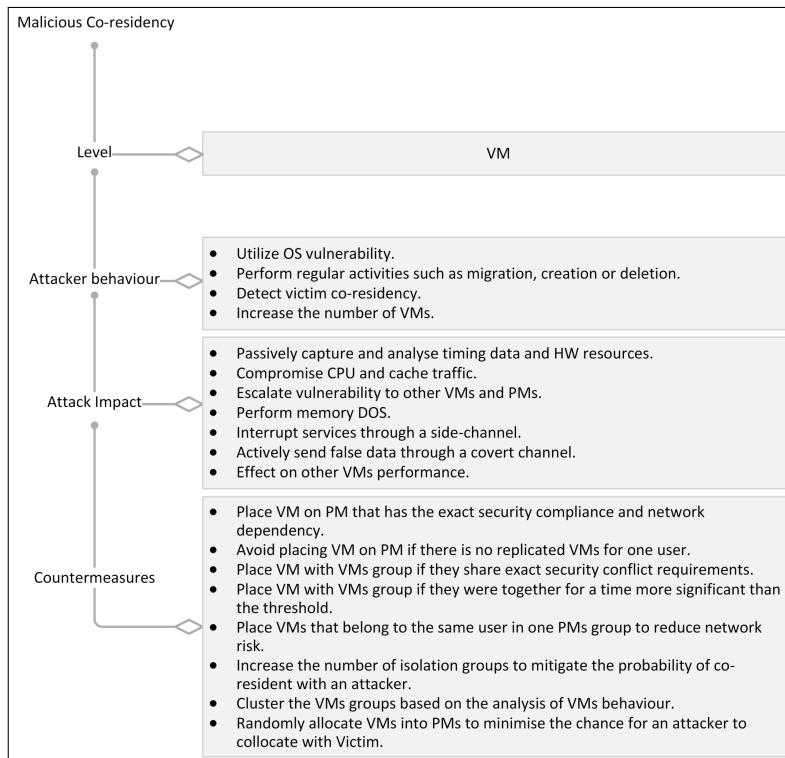 Malicious Co-residency
Level
VM
Attacker behaviour
● Utilize OS vulnerability.
● Perform regular activities such as migration, creation or deletion.
● Detect victim co-residency.
● Increase the number of VMs.
Attack Impact
● Passively capture and analyse timing data and HW resources.
● Compromise CPU and cache traffic.
● Escalate vulnerability to other VMs and PMs.
● Perform memory DOS.
● Interrupt services through a side-channel.
● Actively send false data through a covert channel.
● Effect on other VMs performance.
Countermeasures
● Place VM on PM that has the exact security compliance and network
dependency.
● Avoid placing VM on PM if there is no replicated VMs for one user.
● Place VM with VMs group if they share exact security conflict requirements.
● Place VM with VMs group if they were together for a time more significant than
the threshold.
● Place VMs that belong to the same user in one PMs group to reduce network
risk.
● Increase the number of isolation groups to mitigate the probability of co-
resident with an attacker.
● Cluster the VMs groups based on the analysis of VMs behaviour.
● Randomly allocate VMs into PMs to minimise the chance for an attacker to
collocate with Victim.